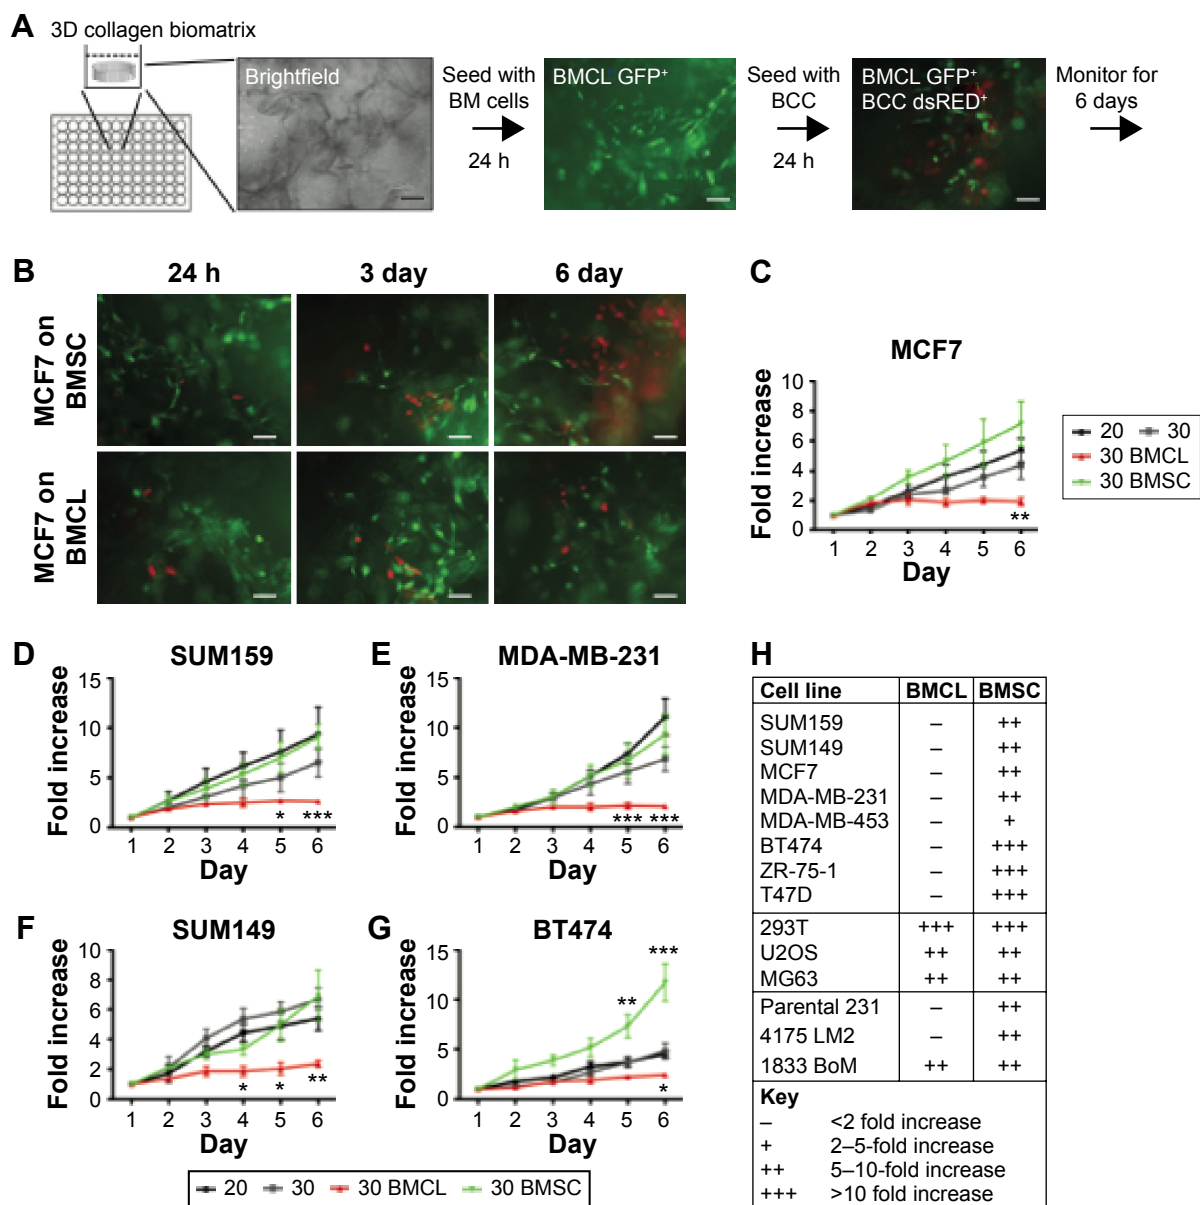 A
3D collagen biomatrix
Brightfield
Seed with
BM cells
24 h
BMCL GFP+
Seed with
BCC
24 h
BMCL GFP+
BCC dsRED+
Monitor for
6 days
B
24 h
3 day
6 day
MCF7 on
BMSC
MCF7 on
BMCL
C
MCF7
Fold increase
10
8
6
4
2
0
**
1 2 3 4 5 6
Day
20 30
30 BMCL
30 BMSC
D
SUM159
Fold increase
15
10
5
0
* ***
1 2 3 4 5 6
Day
E
MDA-MB-231
Fold increase
15
10
5
0
*** ***
1 2 3 4 5 6
Day
F
SUM149
Fold increase
10
8
6
4
2
0
* * **
1 2 3 4 5 6
Day
G
BT474
Fold increase
15
10
5
0
***
**
*
1 2 3 4 5 6
Day
20 30 30 BMCL 30 BMSC
H
Cell line BMCL BMSC
SUM159 – ++
SUM149 – ++
MCF7 – ++
MDA-MB-231 – ++
MDA-MB-453 – +
BT474 – +++
ZR-75-1 – +++
T47D – +++
293T +++ +++
U2OS ++ ++
MG63 ++ ++
Parental 231 – ++
4175 LM2 – ++
1833 BoM ++ ++
Key
– <2 fold increase
+ 2–5-fold increase
++ 5–10-fold increase
+++ >10 fold increase